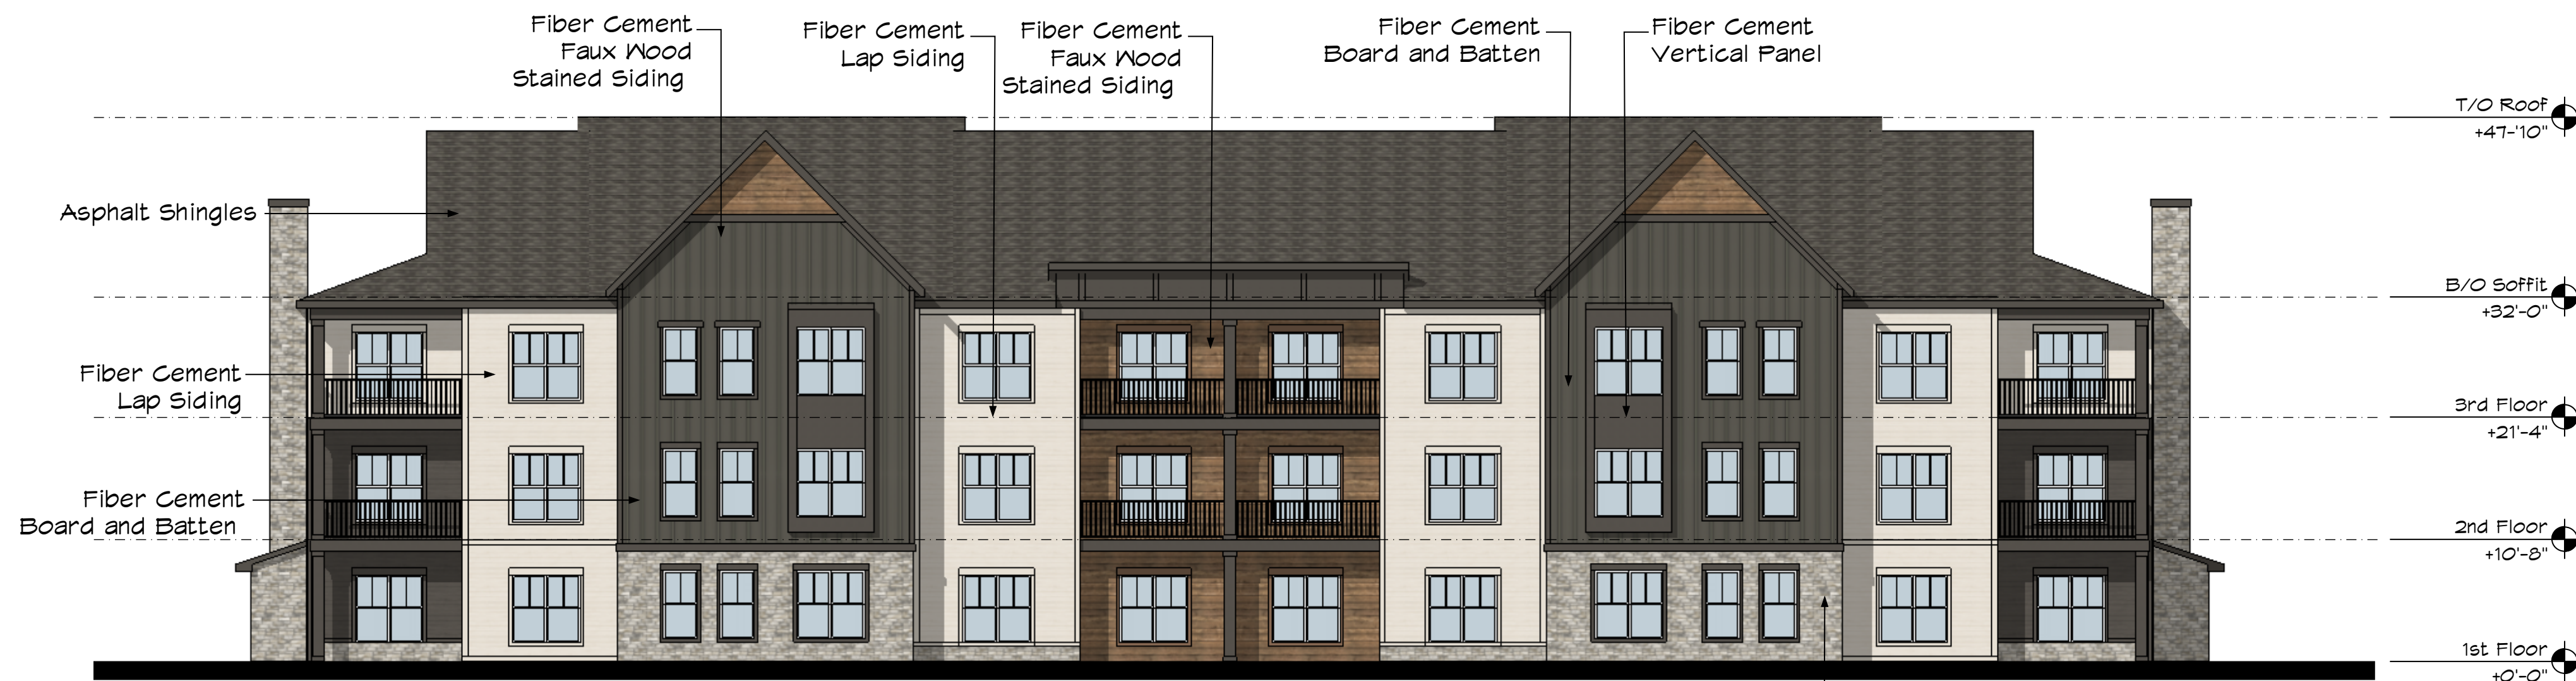 Fiber Cement
Faux Wood
Stained Siding
Fiber Cement
Lap Siding
Fiber Cement
Faux Wood
Stained Siding
Fiber Cement
Board and Batten
Fiber Cement
Vertical Panel
T/O Roof
+47-'10"
Asphalt Shingles
B/O Soffit
+32'-0"
Fiber Cement
Lap Siding
3rd Floor
+21'-4"
Fiber Cement
Board and Batten
2nd Floor
+10'-8"
1st Floor
+0'-0"